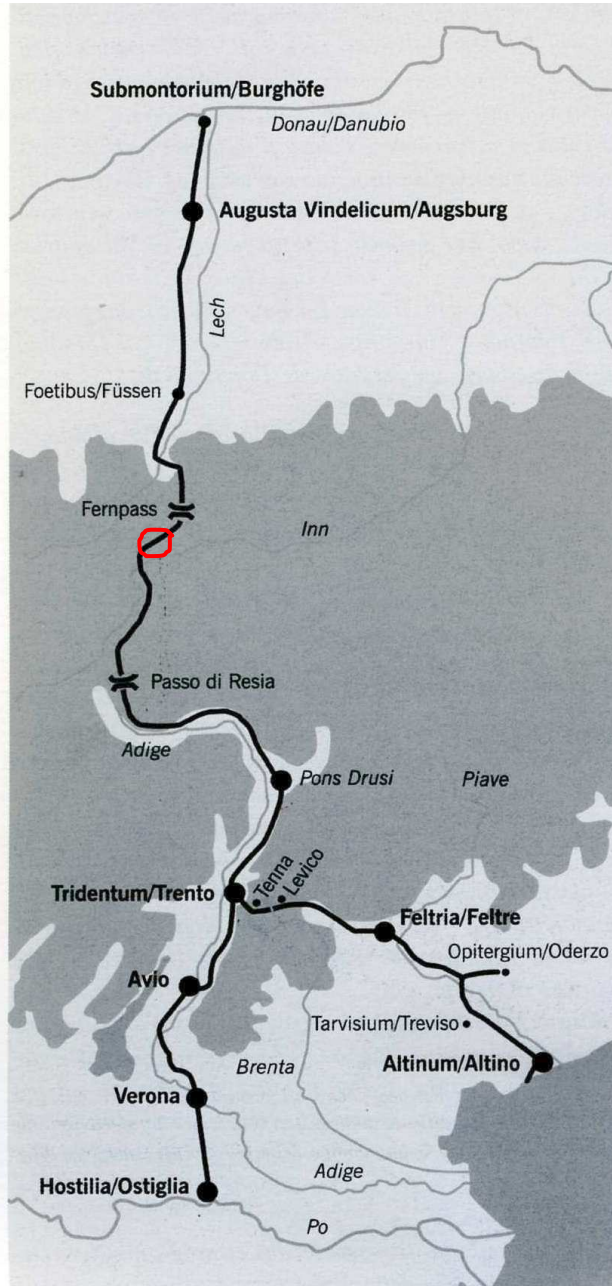 Submontorium/Burghöfe
Donau/Danubio
Augusta Vindelicum/Augsburg
Lech
Foetibus/Füssen
Fernpass
Inn
Passo di Resia
Adige
Pons Drusi
Piave
Tenna
Levico
Tridentum/Trento
Feltria/Feltre
Opitergium/Oderzo
Avio
Tarvisium/Treviso
Brenta
Altinum/Altino
Verona
Adige
Hostilia/Ostiglia
Po